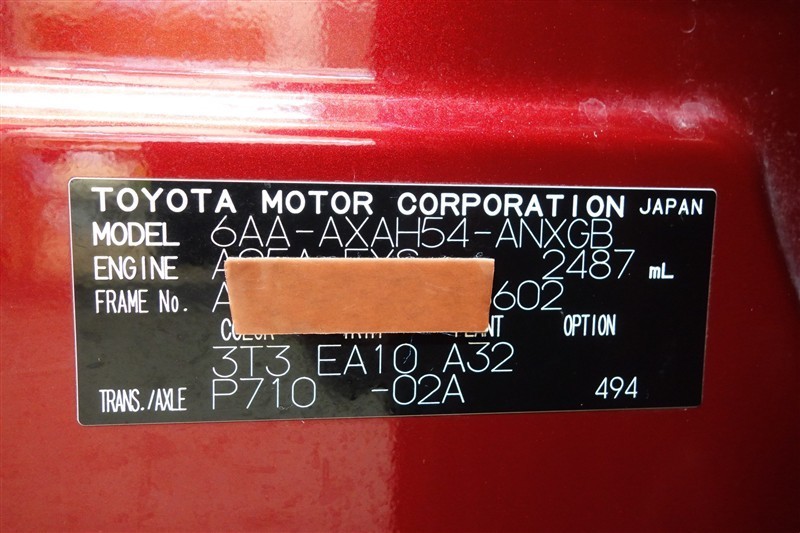 TOYOTA MOTOR CORPORATION JAPAN
MODEL 6AA-AXAH54-ANXGB
ENGINE 2487 mL
FRAME No. 602
OPTION
3T3 EA10 A32
TRANS./AXLE P710 -02A 494